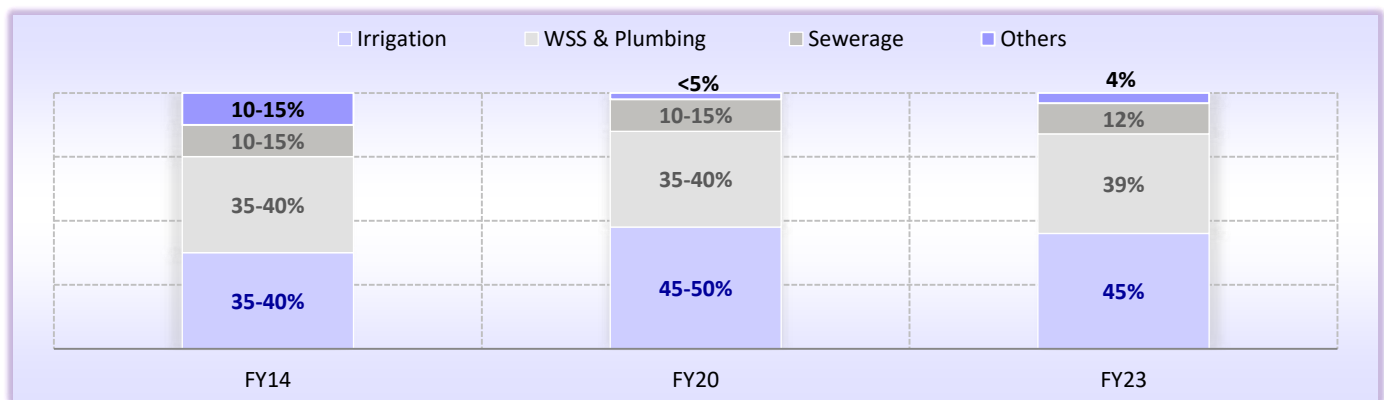 Irrigation WSS & Plumbing Sewerage Others
10-15% <5% 4%
10-15% 10-15% 12%
35-40% 35-40% 39%
35-40% 45-50% 45%
FY14 FY20 FY23